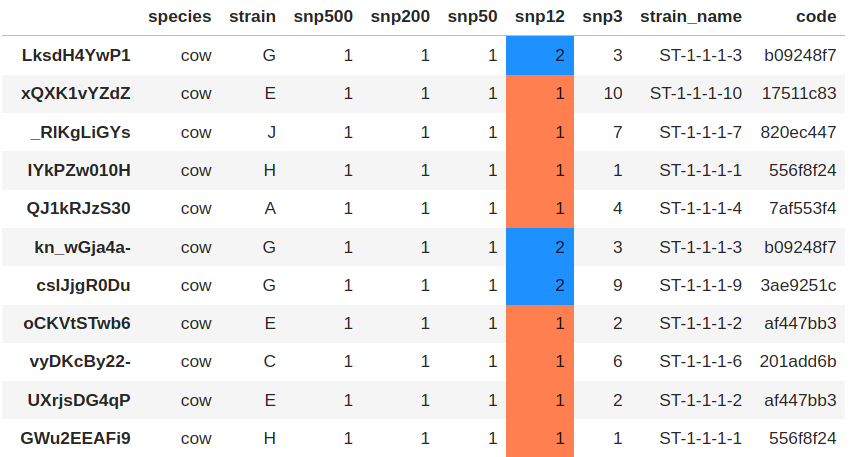 species strain snp500 snp200 snp50 snp12 snp3 strain_name code
LksdH4YwP1 cow G 1 1 1 2 3 ST-1-1-1-3 b09248f7
xQXK1vYZdZ cow E 1 1 1 1 10 ST-1-1-1-10 17511c83
_RlKgLiGYs cow J 1 1 1 1 7 ST-1-1-1-7 820ec447
IYkPZw010H cow H 1 1 1 1 1 ST-1-1-1-1 556f8f24
QJ1kRJzS30 cow A 1 1 1 1 4 ST-1-1-1-4 7af553f4
kn_wGja4a- cow G 1 1 1 2 3 ST-1-1-1-3 b09248f7
cslJjgR0Du cow G 1 1 1 2 9 ST-1-1-1-9 3ae9251c
oCKVtSTwb6 cow E 1 1 1 1 2 ST-1-1-1-2 af447bb3
vyDKcBy22- cow C 1 1 1 1 6 ST-1-1-1-6 201add6b
UXrjsDG4qP cow E 1 1 1 1 2 ST-1-1-1-2 af447bb3
GWu2EEAFi9 cow H 1 1 1 1 1 ST-1-1-1-1 556f8f24